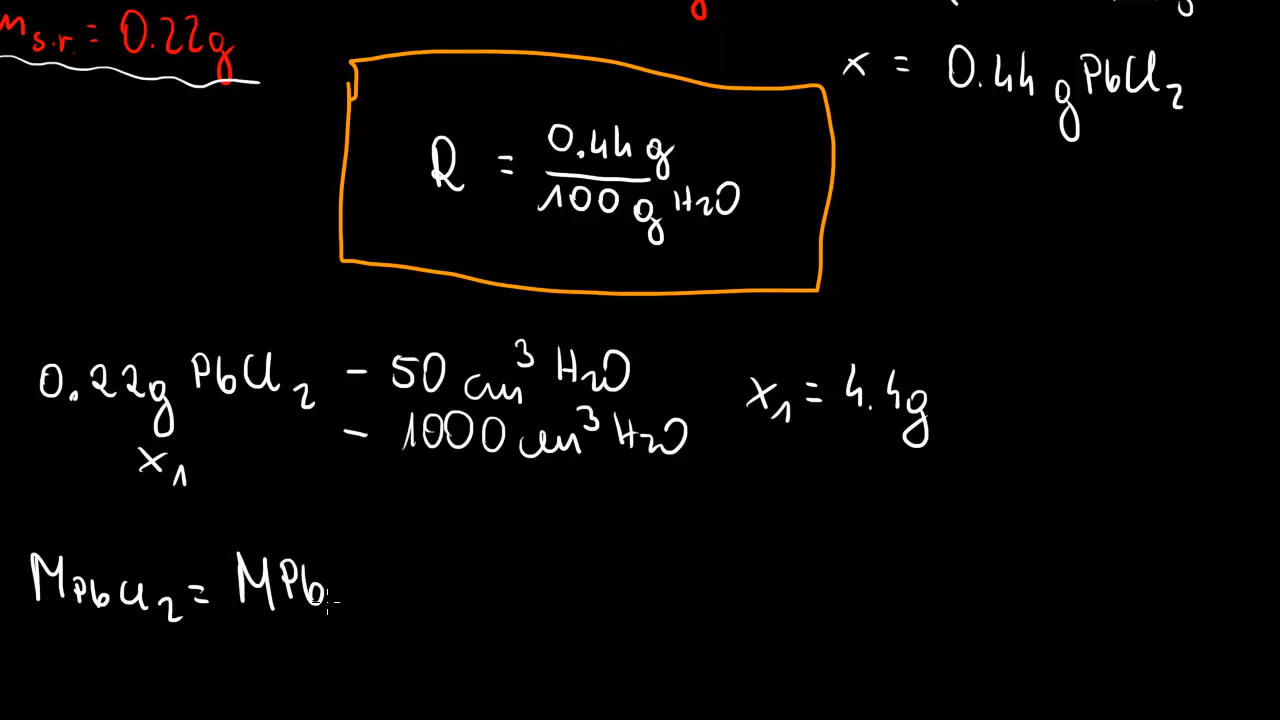 m s.r. = 0.22g
x = 0.44 g PbCl2
R = 0.44 g
100 g H2O
0.22g PbCl2 - 50 cm3 H2O
x1 - 1000 cm3 H2O
x1 = 4.4g
MPbCl2 = MPb